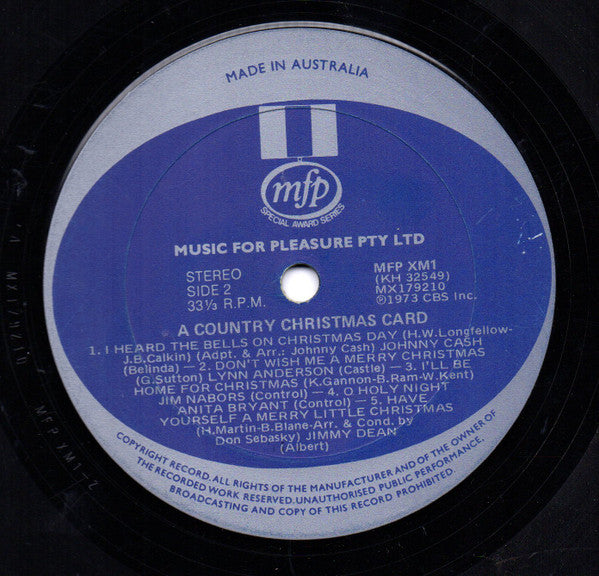 MADE IN AUSTRALIA
mfp
SPECIAL AWARD SERIES
MUSIC FOR PLEASURE PTY LTD
STEREO
SIDE 2
33⅓ R.P.M.
MFP XM1
(KH 32549)
MX179210
Ⓟ1973 CBS Inc.
A COUNTRY CHRISTMAS CARD
1. I HEARD THE BELLS ON CHRISTMAS DAY (H.W.Longfellow-
J.B.Calkin) (Adpt. & Arr.: Johnny Cash) JOHNNY CASH
(Belinda) — 2. DON'T WISH ME A MERRY CHRISTMAS
(G.Sutton) LYNN ANDERSON (Castle) — 3. I'LL BE
HOME FOR CHRISTMAS (K.Gannon-B.Ram-W.Kent)
JIM NABORS (Control) — 4. O HOLY NIGHT
ANITA BRYANT (Control) — 5. HAVE
YOURSELF A MERRY LITTLE CHRISTMAS
(H.Martin-B.Blane-Arr. & Cond. by
Don Sebasky) JIMMY DEAN
(Albert)
COPYRIGHT RECORD. ALL RIGHTS OF THE MANUFACTURER AND OF THE OWNER OF
THE RECORDED WORK RESERVED. UNAUTHORISED PUBLIC PERFORMANCE,
BROADCASTING AND COPY OF THIS RECORD PROHIBITED
MFP XM1-2